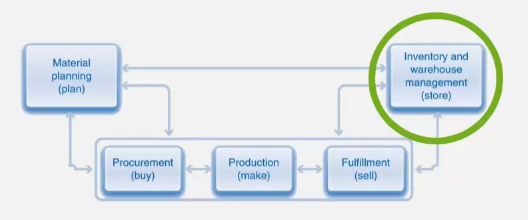 Material
planning
(plan)
Inventory and
warehouse
management
(store)
Procurement
(buy)
Production
(make)
Fulfillment
(sell)